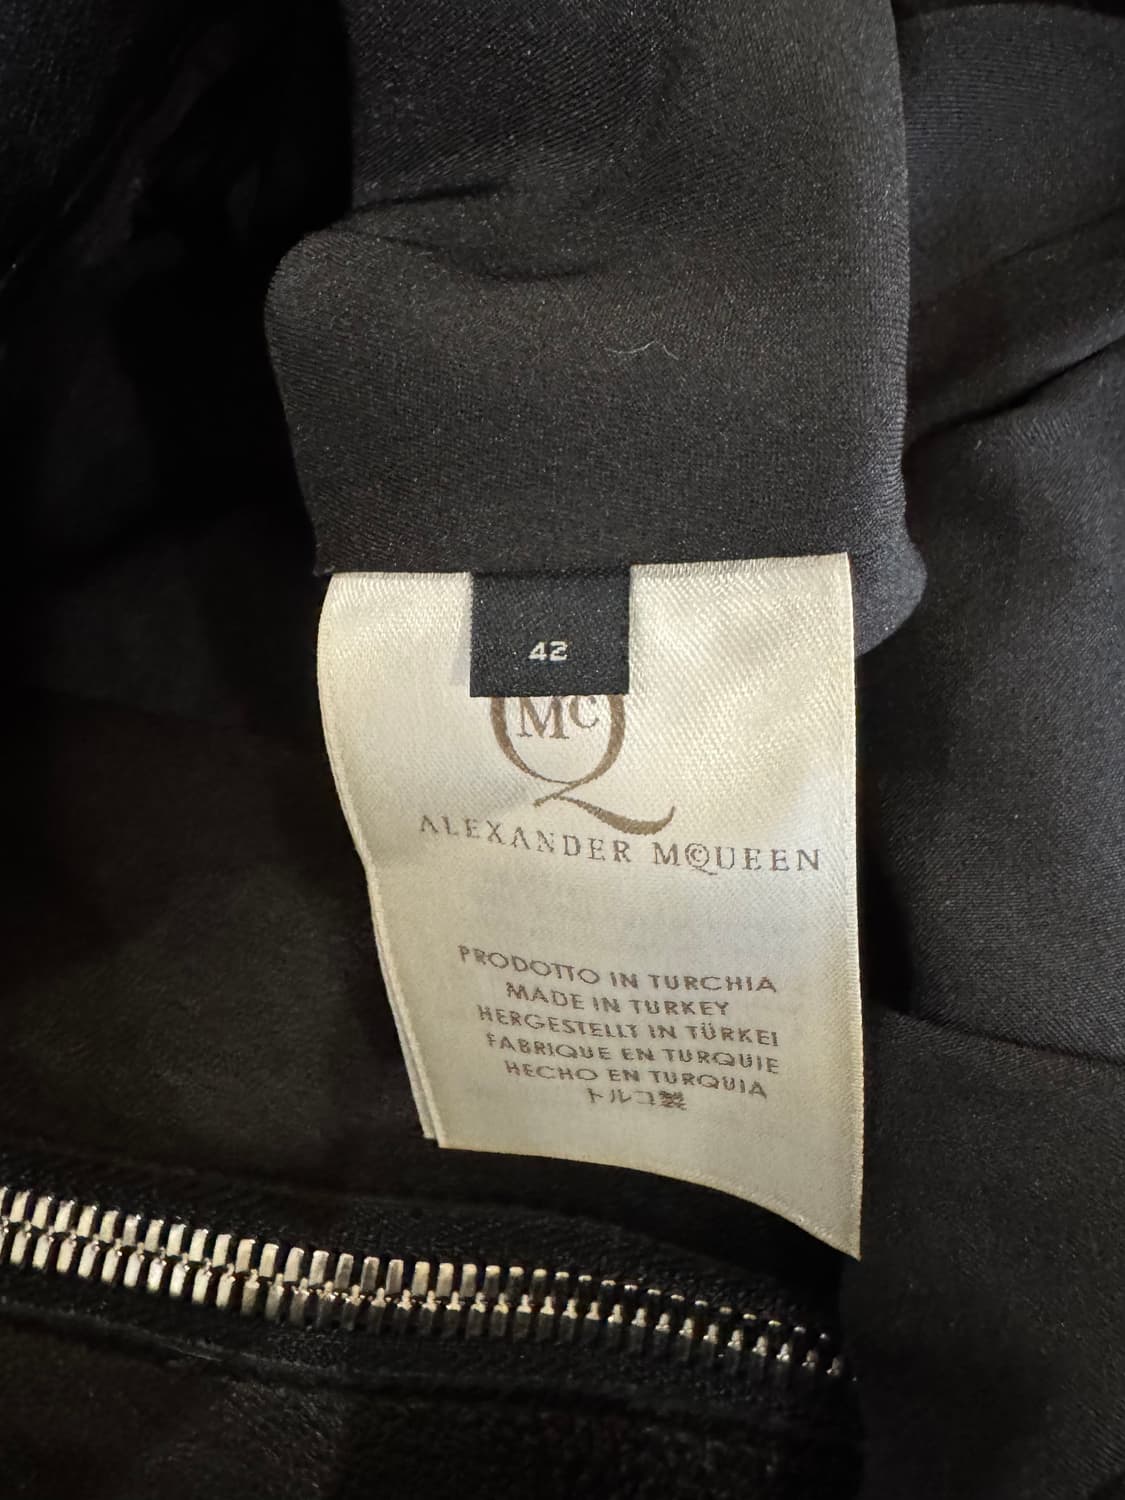 42
McQ
ALEXANDER MCQUEEN
PRODOTTO IN TURCHIA
MADE IN TURKEY
HERGESTELLT IN TÜRKEI
FABRIQUE EN TURQUIE
HECHO EN TURQUIA
トルコ製